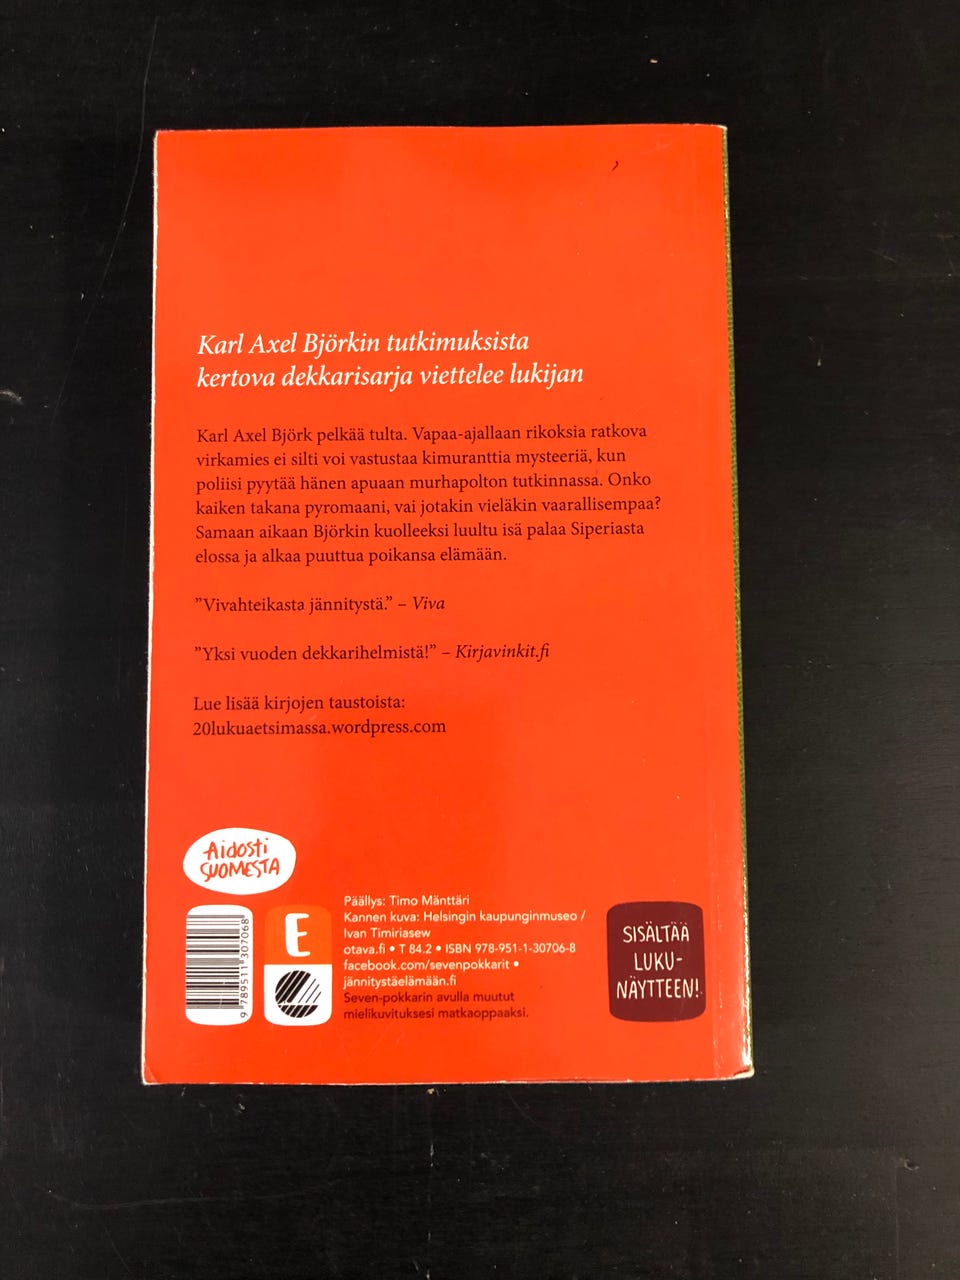 Karl Axel Björkin tutkimuksista
kertova dekkarisarja viettelee lukijan
Karl Axel Björk pelkää tulta. Vapaa-ajallaan rikoksia ratkova
virkamies ei silti voi vastustaa kimuranttia mysteeriä, kun
poliisi pyytää hänen apuaan murhapolton tutkinnassa. Onko
kaiken takana pyromaani, vai jotakin vieläkin vaarallisempaa?
Samaan aikaan Björkin kuolleeksi luultu isä palaa Siperiasta
elossa ja alkaa puuttua poikansa elämään.
”Vivahteikasta jännitystä.” – Viva
”Yksi vuoden dekkarihelmistä!” – Kirjavinkit.fi
Lue lisää kirjojen taustoista:
20lukuaetsimassa.wordpress.com
Aidosti
SUOMESTA
9 789511 307068
E
Päällys: Timo Mänttäri
Kannen kuva: Helsingin kaupunginmuseo /
Ivan Timiriasew
otava.fi • T 84.2 • ISBN 978-951-1-30706-8
facebook.com/sevenpokkarit •
jännitystäelämään.fi
Seven-pokkarin avulla muutut
mielikuvituksesi matkaoppaaksi.
SISÄLTÄÄ
LUKU-
NÄYTTEEN!